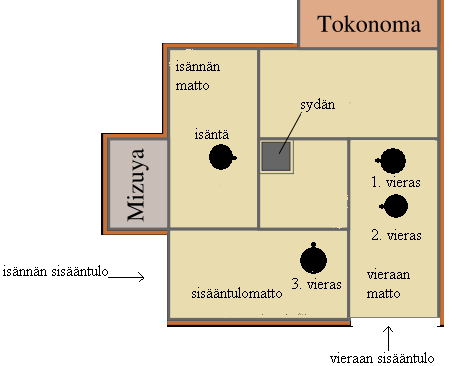 Tokonoma
isännän
matto
sydän
isäntä
Mizuya
1. vieras
2. vieras
isännän sisääntulo
vieraan
matto
3. vieras
sisääntulomatto
vieraan sisääntulo